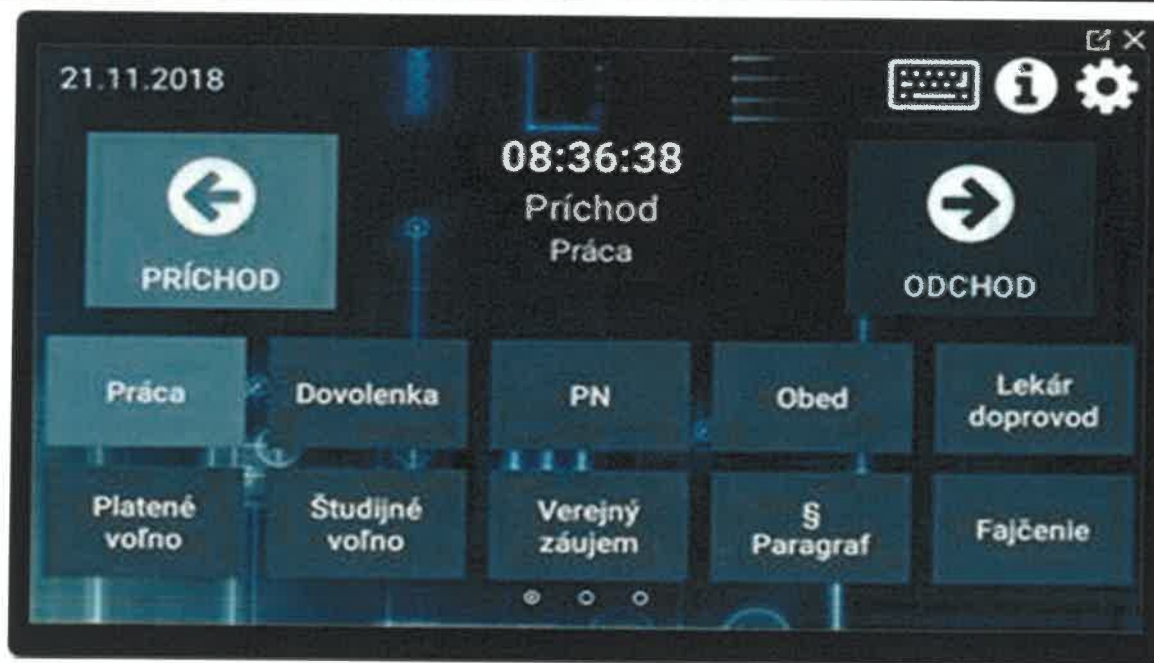 21.11.2018
08:36:38
Príchod
Práca
PRÍCHOD
ODCHOD
Práca
Dovolenka
PN
Obed
Lekár
doprovod
Platené
voľno
Študijné
voľno
Verejný
záujem
§
Paragraf
Fajčenie